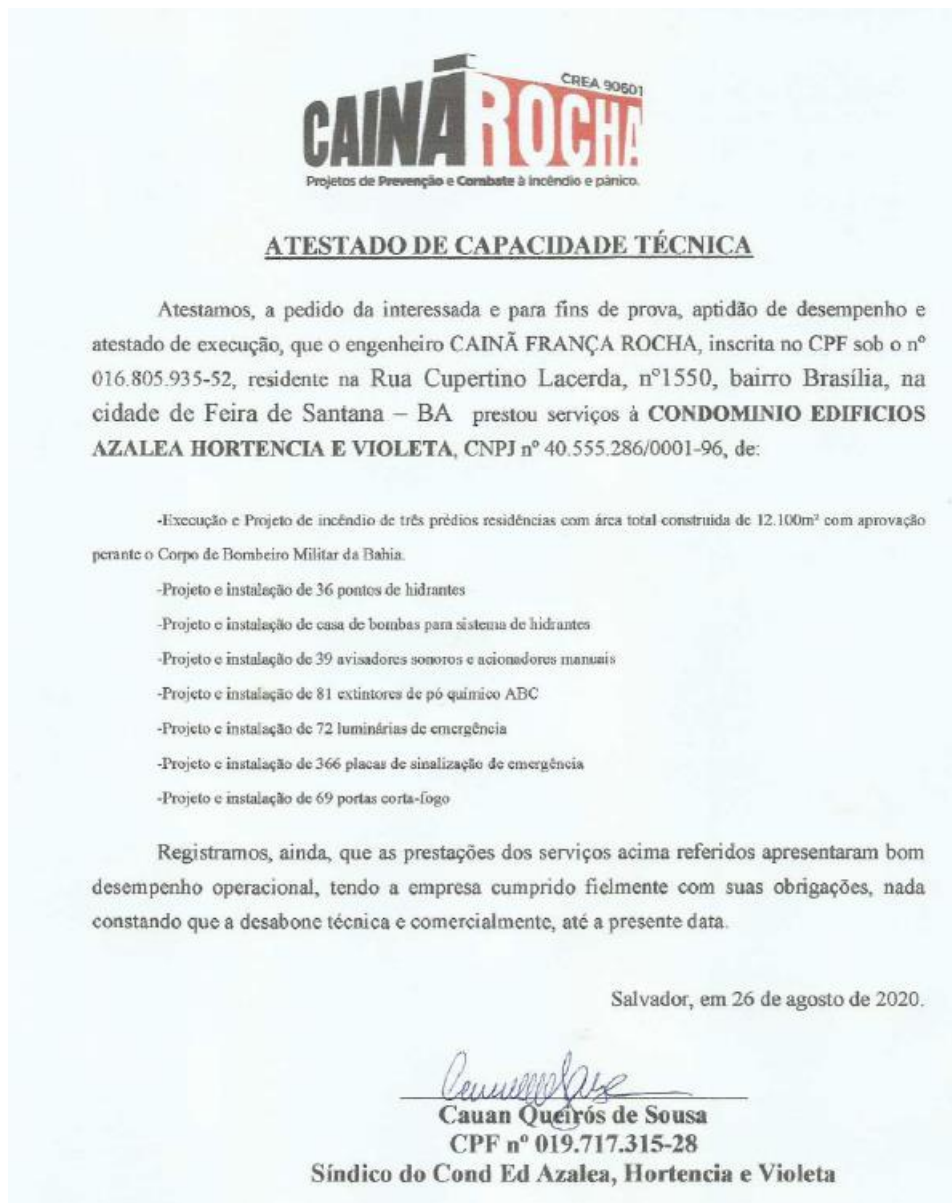 CREA 90601
CAINÃ ROCHA
Projetos de Prevenção e Combate à incêndio e pânico.
ATESTADO DE CAPACIDADE TÉCNICA
Atestamos, a pedido da interessada e para fins de prova, aptidão de desempenho e
atestado de execução, que o engenheiro CAINÃ FRANÇA ROCHA, inscrita no CPF sob o nº
016.805.935-52, residente na Rua Cupertino Lacerda, nº1550, bairro Brasília, na
cidade de Feira de Santana – BA prestou serviços à CONDOMINIO EDIFICIOS
AZALEA HORTENCIA E VIOLETA, CNPJ nº 40.555.286/0001-96, de:
-Execução e Projeto de incêndio de três prédios residências com área total construida de 12.100m² com aprovação
perante o Corpo de Bombeiro Militar da Bahia.
-Projeto e instalação de 36 pontos de hidrantes
-Projeto e instalação de casa de bombas para sistema de hidrantes
-Projeto e instalação de 39 avisadores sonoros e acionadores manuais
-Projeto e instalação de 81 extintores de pó químico ABC
-Projeto e instalação de 72 luminárias de emergência
-Projeto e instalação de 366 placas de sinalização de emergência
-Projeto e instalação de 69 portas corta-fogo
Registramos, ainda, que as prestações dos serviços acima referidos apresentaram bom
desempenho operacional, tendo a empresa cumprido fielmente com suas obrigações, nada
constando que a desabone técnica e comercialmente, até a presente data.
Salvador, em 26 de agosto de 2020.
Cauan Queirós de Sousa
CPF nº 019.717.315-28
Síndico do Cond Ed Azalea, Hortencia e Violeta